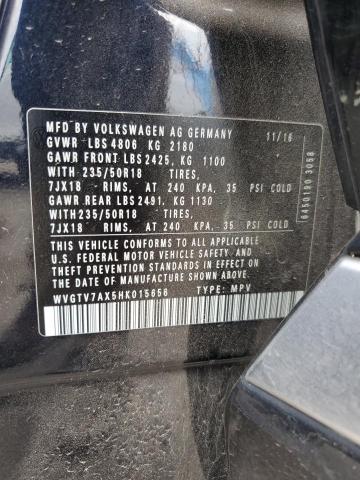 MFD BY VOLKSWAGEN AG GERMANY 11/16
GVWR LBS 4806 KG 2180
GAWR FRONT LBS 2425, KG 1100
WITH 235/50R18 TIRES,
7JX18 RIMS, AT 240 KPA, 35 PSI COLD
GAWR.REAR LBS 2491. KG 1130
WITH 235/50R18 TIRES,
7JX18 RIMS, AT 240 KPA, 35 PSI COLD
THIS VEHICLE CONFORMS TO ALL APPLICABLE
U.S. FEDERAL MOTOR VEHICLE SAFETY AND
THEFT PREVENTION STANDARDS IN EFFECT ON
THE DATE OF MANUFACTURE SHOWN ABOVE.
WVGTV7AX5HK015656 TYPE: MPV
6450199 3058